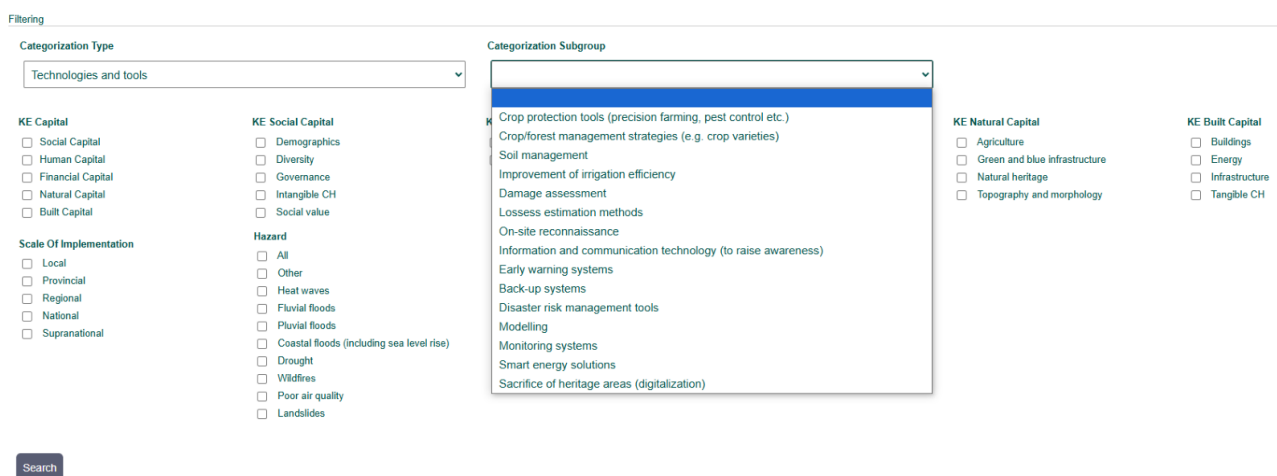 Filtering
Categorization Type
Categorization Subgroup
Technologies and tools
Crop protection tools (precision farming, pest control etc.)
Crop/forest management strategies (e.g. crop varieties)
Soil management
Improvement of irrigation efficiency
Damage assessment
Lossess estimation methods
On-site reconnaissance
Information and communication technology (to raise awareness)
Early warning systems
Back-up systems
Disaster risk management tools
Modelling
Monitoring systems
Smart energy solutions
Sacrifice of heritage areas (digitalization)
KE Capital
Social Capital
Human Capital
Financial Capital
Natural Capital
Built Capital
KE Social Capital
Demographics
Diversity
Governance
Intangible CH
Social value
KE Natural Capital
Agriculture
Green and blue infrastructure
Natural heritage
Topography and morphology
KE Built Capital
Buildings
Energy
Infrastructure
Tangible CH
Scale Of Implementation
Local
Provincial
Regional
National
Supranational
Hazard
All
Other
Heat waves
Fluvial floods
Pluvial floods
Coastal floods (including sea level rise)
Drought
Wildfires
Poor air quality
Landslides
Search